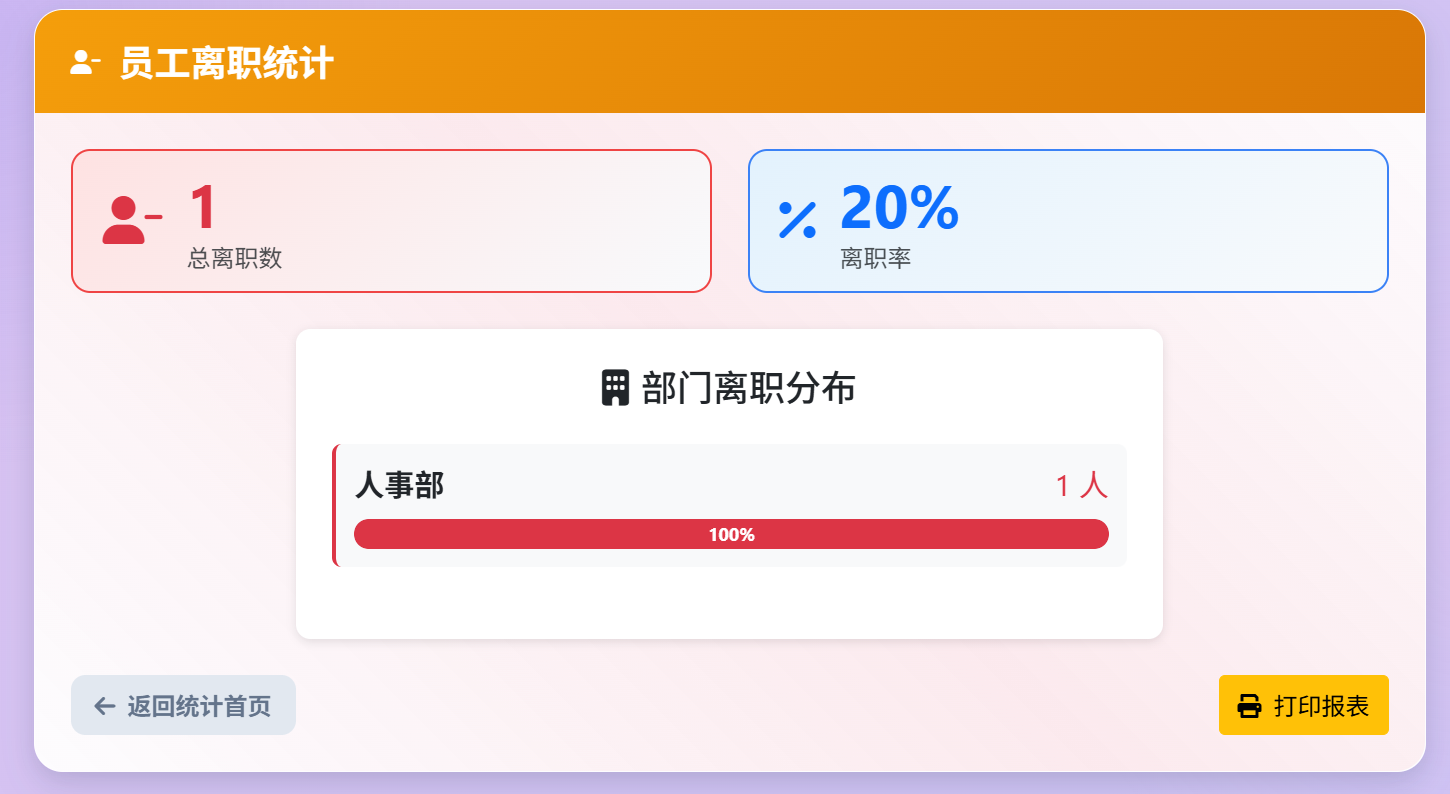 员工离职统计
1
总离职数
20%
离职率
部门离职分布
人事部
1 人
100%
返回统计首页
打印报表